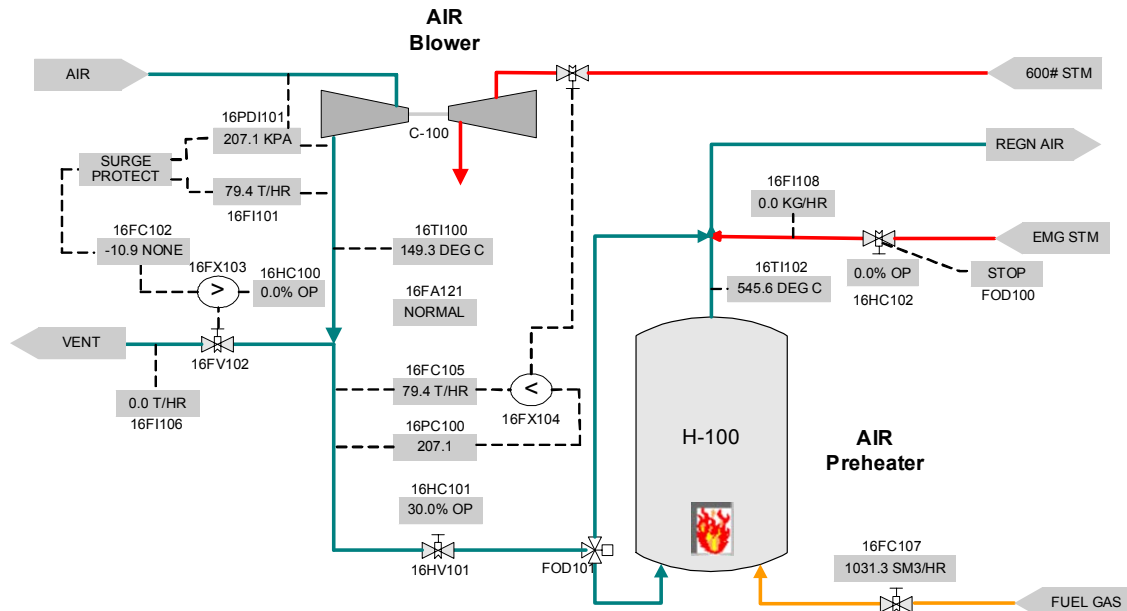 AIR
Blower
AIR
600# STM
16PDI101
207.1 KPA
C-100
SURGE
PROTECT
79.4 T/HR
16FI101
REGN AIR
16FI108
0.0 KG/HR
16FC102
-10.9 NONE
16TI100
149.3 DEG C
EMG STM
16FX103
>
16HC100
0.0% OP
16TI102
545.6 DEG C
0.0% OP
16HC102
STOP
FOD100
16FA121
NORMAL
VENT
16FV102
16FC105
79.4 T/HR
<
16FX104
0.0 T/HR
16FI106
16PC100
207.1
H-100
AIR
Preheater
16HC101
30.0% OP
16HV101
FOD101
16FC107
1031.3 SM3/HR
FUEL GAS